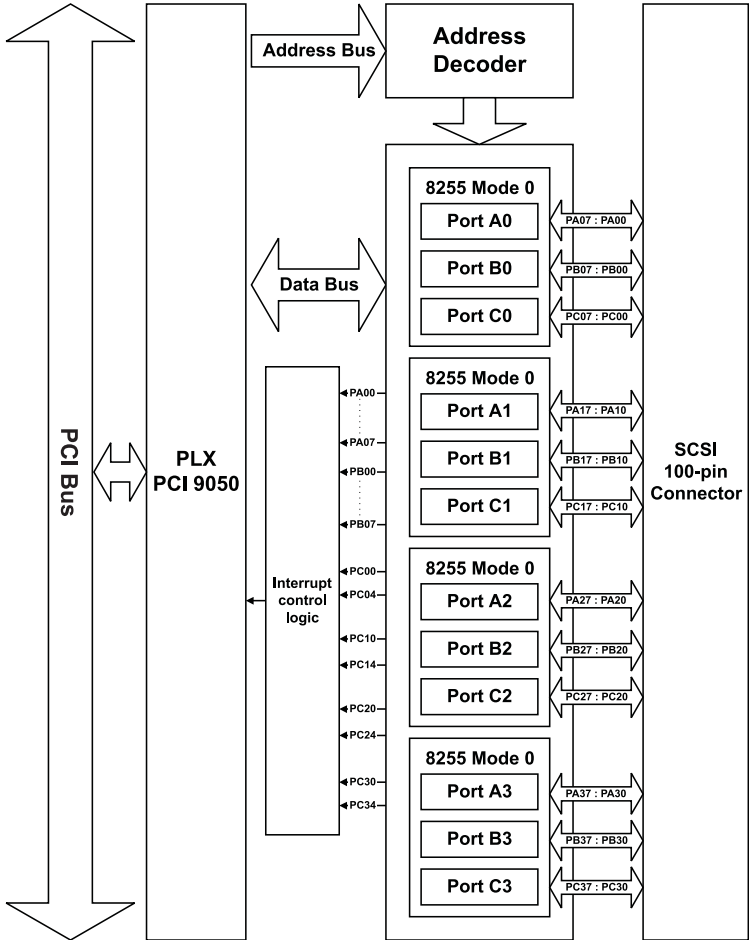 PCI Bus
PLX
PCI 9050
Address Bus
Address
Decoder
Data Bus
Interrupt
control
logic
PA00
PA07
PB00
PB07
PC00
PC04
PC10
PC14
PC20
PC24
PC30
PC34
8255 Mode 0
Port A0
Port B0
Port C0
8255 Mode 0
Port A1
Port B1
Port C1
8255 Mode 0
Port A2
Port B2
Port C2
8255 Mode 0
Port A3
Port B3
Port C3
PA07 : PA00
PB07 : PB00
PC07 : PC00
PA17 : PA10
PB17 : PB10
PC17 : PC10
PA27 : PA20
PB27 : PB20
PC27 : PC20
PA37 : PA30
PB37 : PB30
PC37 : PC30
SCSI
100-pin
Connector